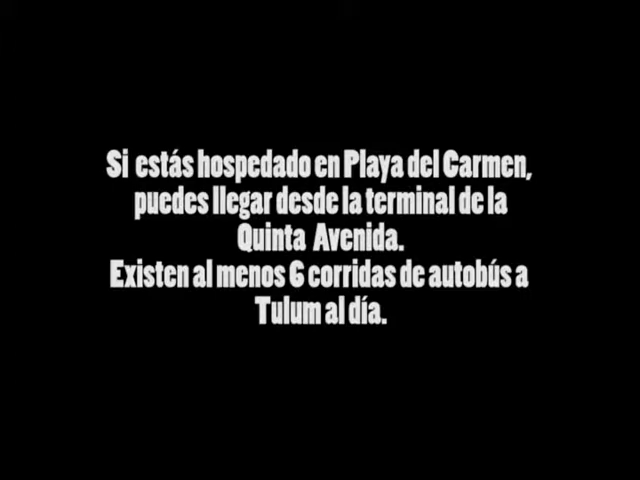 Si estás hospedado en Playa del Carmen,
puedes llegar desde la terminal de la
Quinta Avenida.
Existen al menos 6 corridas de autobús a
Tulum al día.